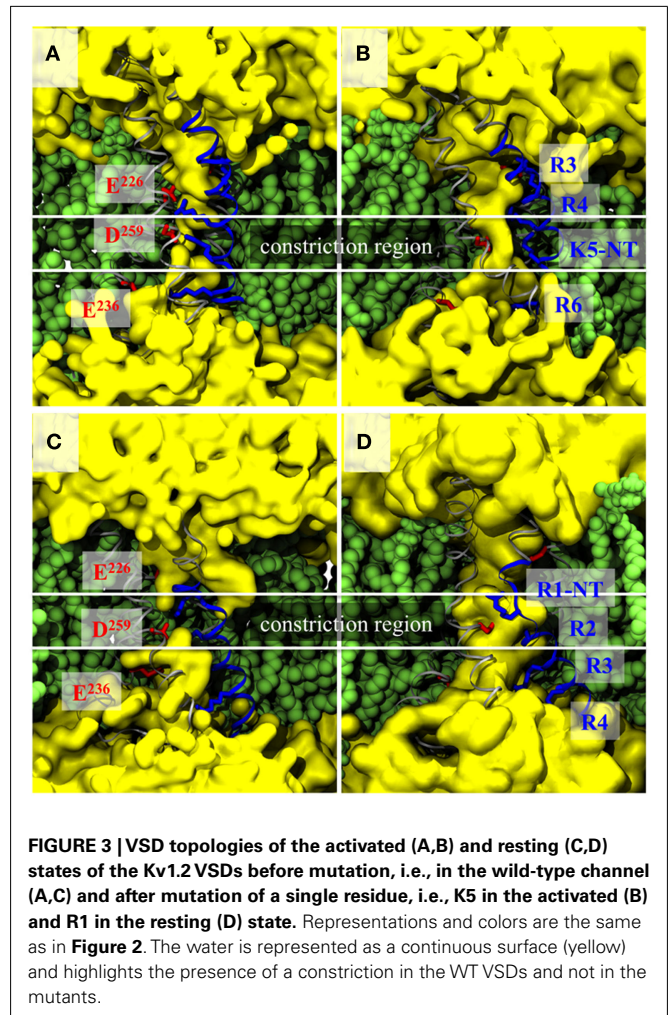 A
B
E226
R3
R4
D259
constriction region
K5-NT
E236
R6
C
D
E226
R1-NT
D259
constriction region
R2
R3
E236
R4
FIGURE 3 | VSD topologies of the activated (A,B) and resting (C,D)
states of the Kv1.2 VSDs before mutation, i.e., in the wild-type channel
(A,C) and after mutation of a single residue, i.e., K5 in the activated (B)
and R1 in the resting (D) state. Representations and colors are the same
as in Figure 2. The water is represented as a continuous surface (yellow)
and highlights the presence of a constriction in the WT VSDs and not in the
mutants.